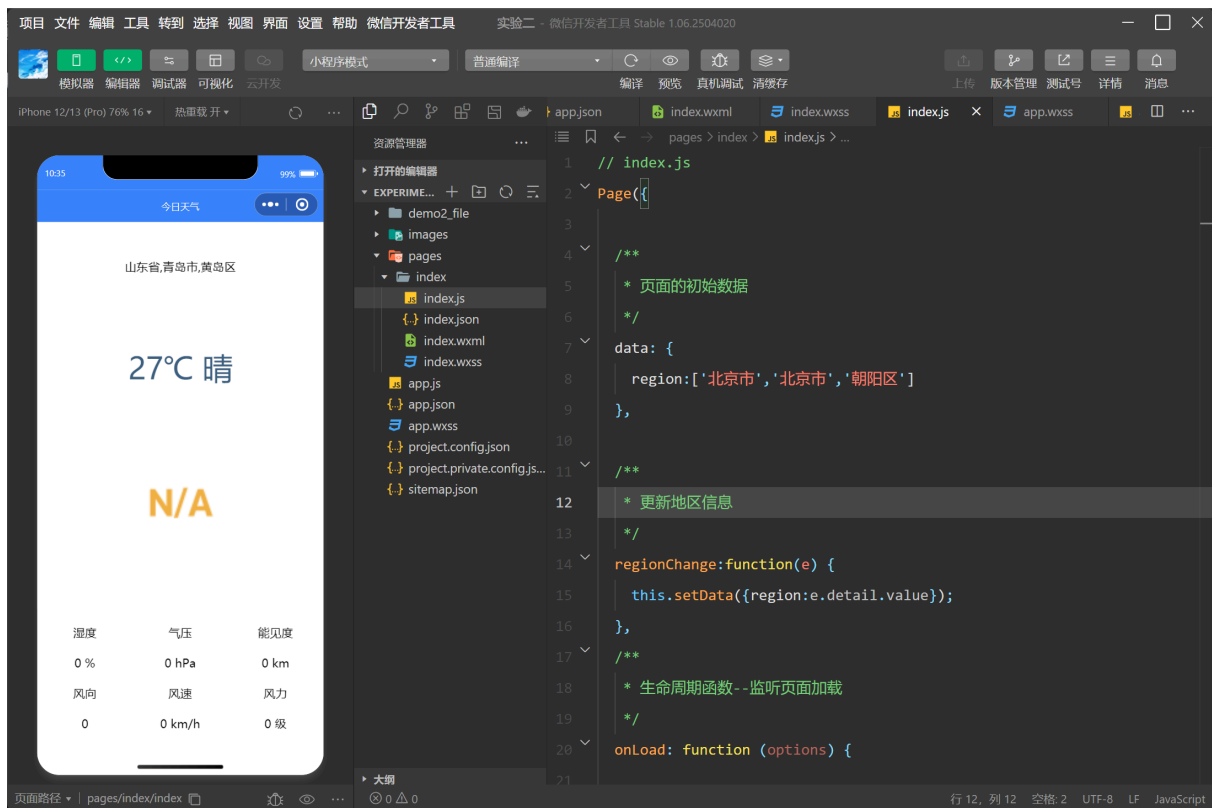 项目 文件 编辑 工具 转到 选择 视图 界面 设置 帮助 微信开发者工具 实验二 - 微信开发者工具 Stable 1.06.2504020
小程序模式 普通编译
模拟器 编辑器 调试器 可视化 云开发 编译 预览 真机调试 清缓存 上传 版本管理 测试号 详情 消息
iPhone 12/13 (Pro) 76% 16 热重载 开
app.json index.wxml index.wxss index.js app.wxss
pages > index > index.js > ...
资源管理器
打开的编辑器
EXPERIME...
demo2_file
images
pages
index
index.js
index.json
index.wxml
index.wxss
app.js
app.json
app.wxss
project.config.json
project.private.config.js...
sitemap.json
大纲
10:35 99%
今日天气
山东省,青岛市,黄岛区
27℃ 晴
N/A
湿度 气压 能见度
0 % 0 hPa 0 km
风向 风速 风力
0 0 km/h 0 级
1 // index.js
2 Page({
3
4 /**
5 * 页面的初始数据
6 */
7 data: {
8 region:['北京市','北京市','朝阳区']
9 },
10
11 /**
12 * 更新地区信息
13 */
14 regionChange:function(e) {
15 this.setData({region:e.detail.value});
16 },
17 /**
18 * 生命周期函数--监听页面加载
19 */
20 onLoad: function (options) {
21
页面路径 pages/index/index 0 0 行 12，列 12 空格: 2 UTF-8 LF JavaScript